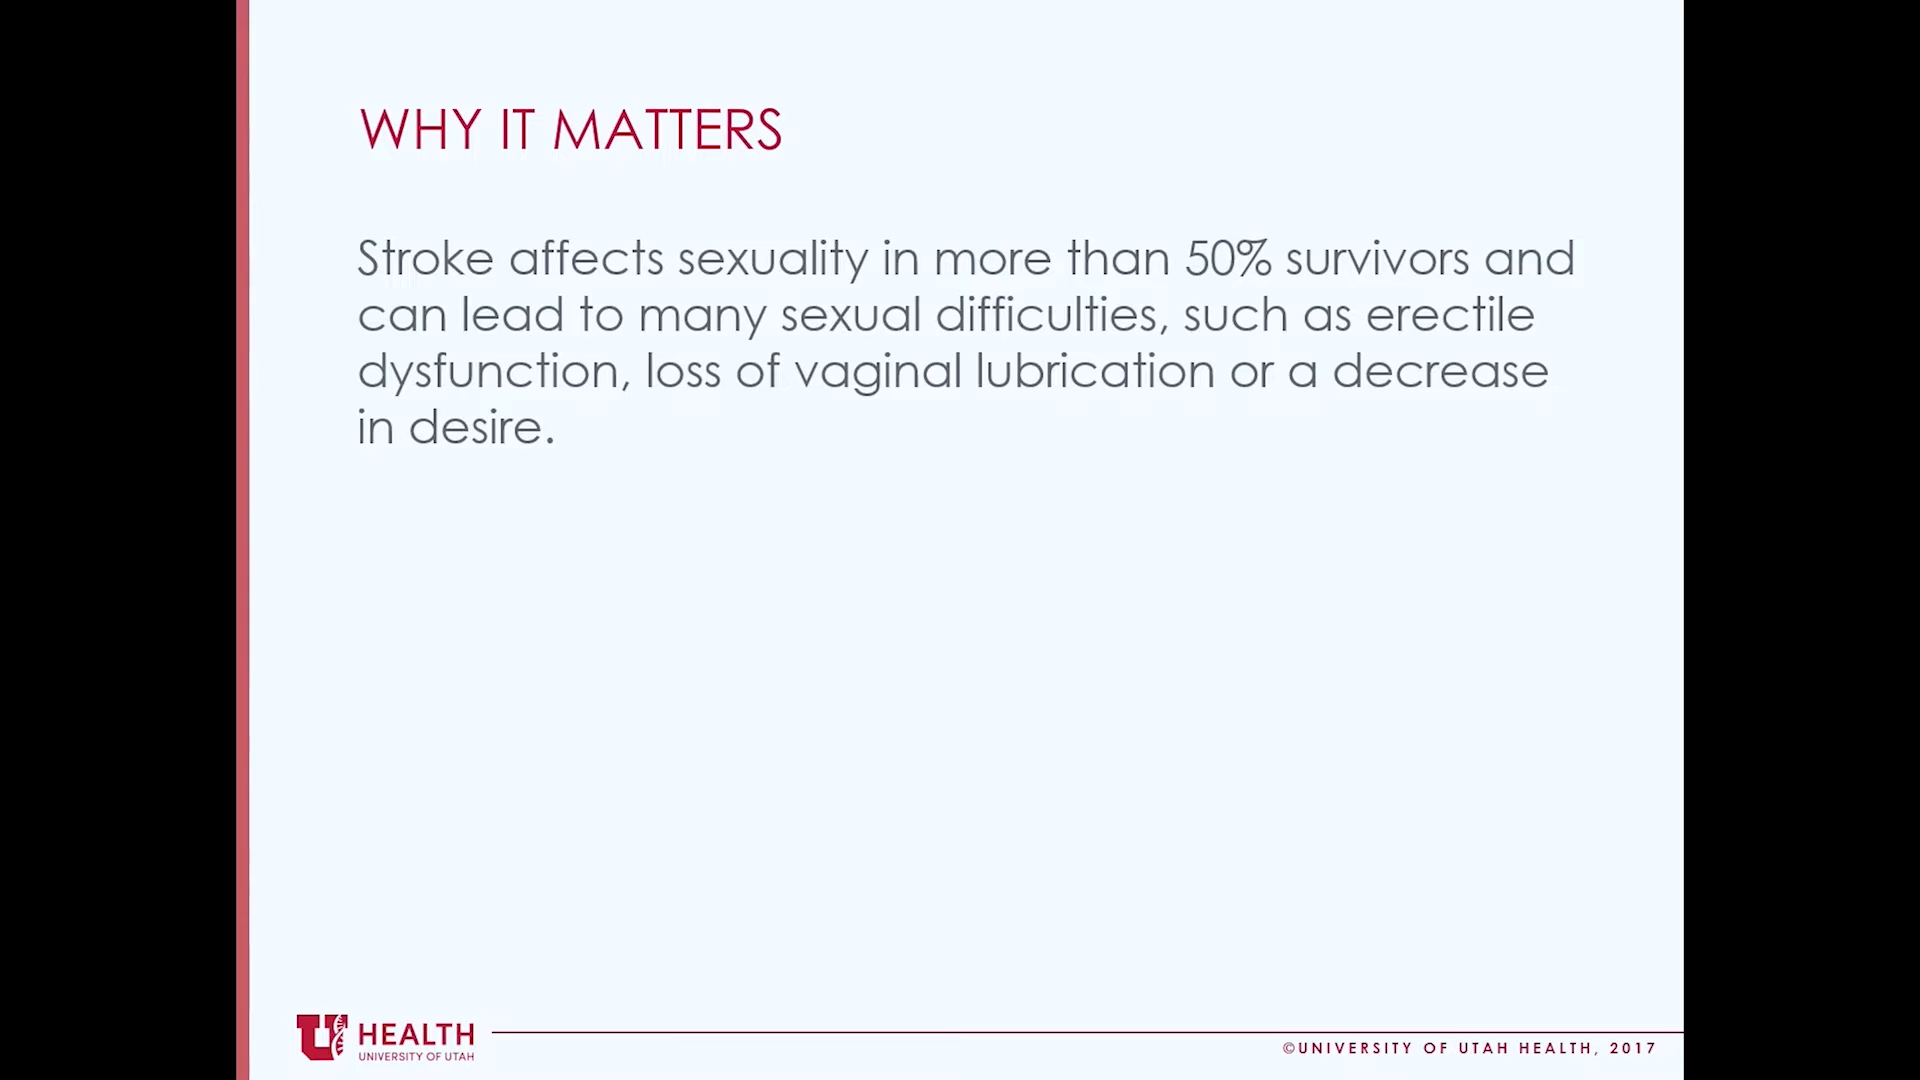 WHY IT MATTERS
Stroke affects sexuality in more than 50% survivors and
can lead to many sexual difficulties, such as erectile
dysfunction, loss of vaginal lubrication or a decrease
in desire.
U HEALTH
UNIVERSITY OF UTAH
©UNIVERSITY OF UTAH HEALTH, 2017